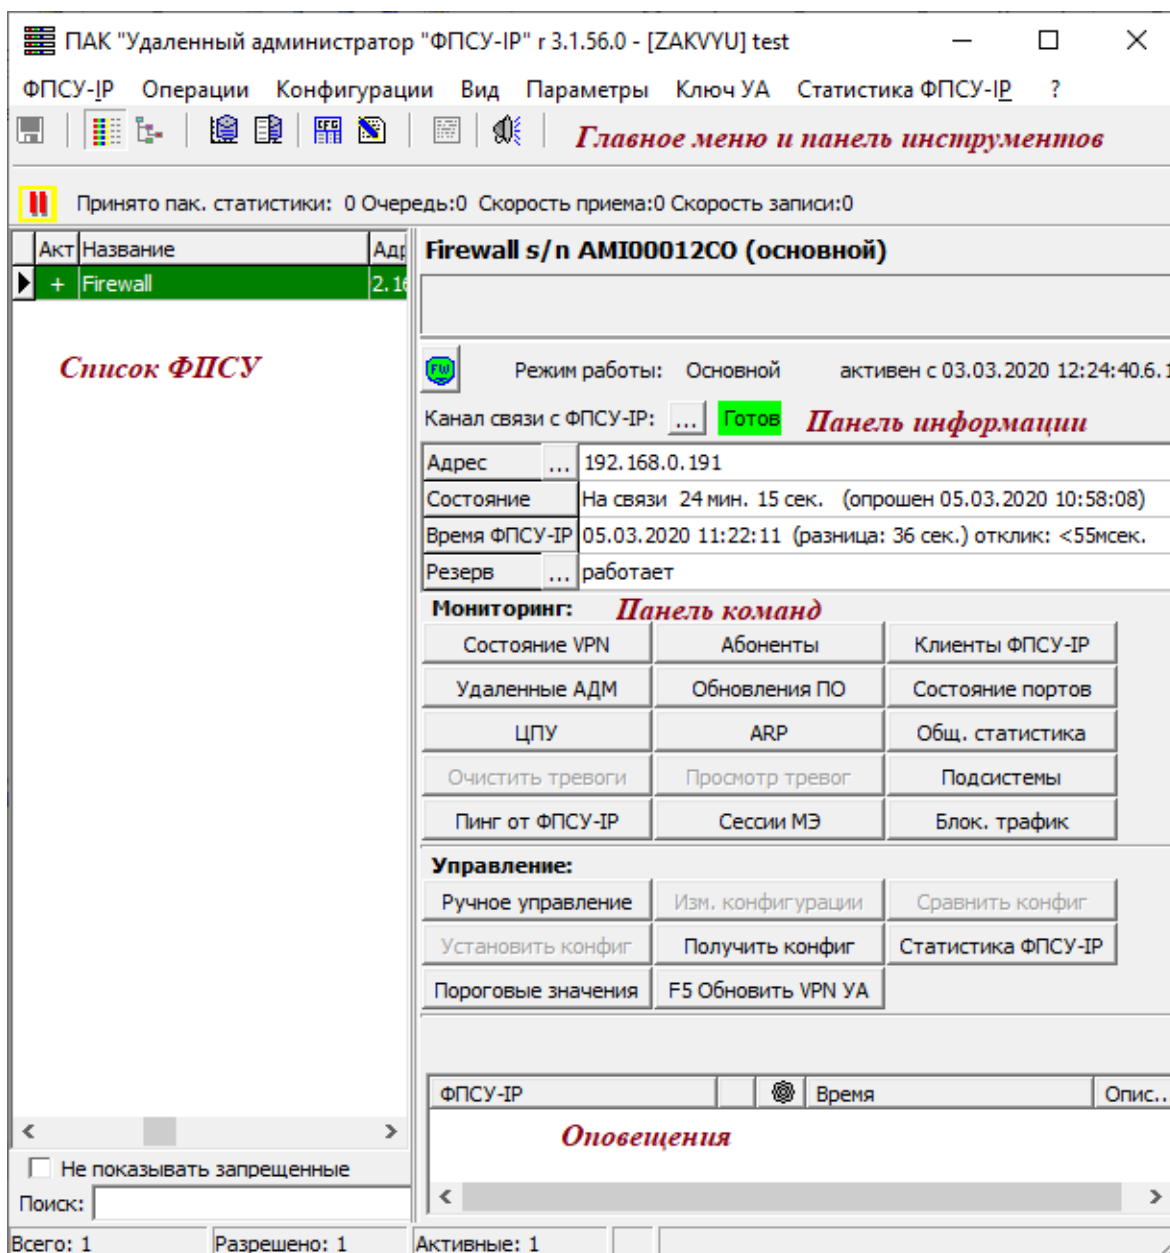 ПАК "Удаленный администратор "ФПСУ-IP" r 3.1.56.0 - [ZAKVYU] test
ФПСУ-IP Операции Конфигурации Вид Параметры Ключ УА Статистика ФПСУ-IP ?
Главное меню и панель инструментов
Принято пак. статистики: 0 Очередь:0 Скорость приема:0 Скорость записи:0
Акт Название Адр
+ Firewall 2.16
Список ФПСУ
Firewall s/n AMI00012CO (основной)
FW Режим работы: Основной активен с 03.03.2020 12:24:40.6.1
Канал связи с ФПСУ-IP: ... Готов Панель информации
Адрес ... 192.168.0.191
Состояние На связи 24 мин. 15 сек. (опрошен 05.03.2020 10:58:08)
Время ФПСУ-IP 05.03.2020 11:22:11 (разница: 36 сек.) отклик: <55мсек.
Резерв ... работает
Мониторинг: Панель команд
Состояние VPN Абоненты Клиенты ФПСУ-IP
Удаленные АДМ Обновления ПО Состояние портов
ЦПУ ARP Общ. статистика
Очистить тревоги Просмотр тревог Подсистемы
Пинг от ФПСУ-IP Сессии МЭ Блок. трафик
Управление:
Ручное управление Изм. конфигурации Сравнить конфиг
Установить конфиг Получить конфиг Статистика ФПСУ-IP
Пороговые значения F5 Обновить VPN УА
ФПСУ-IP Время Опис..
Оповещения
Не показывать запрещенные
Поиск:
Всего: 1 Разрешено: 1 Активные: 1